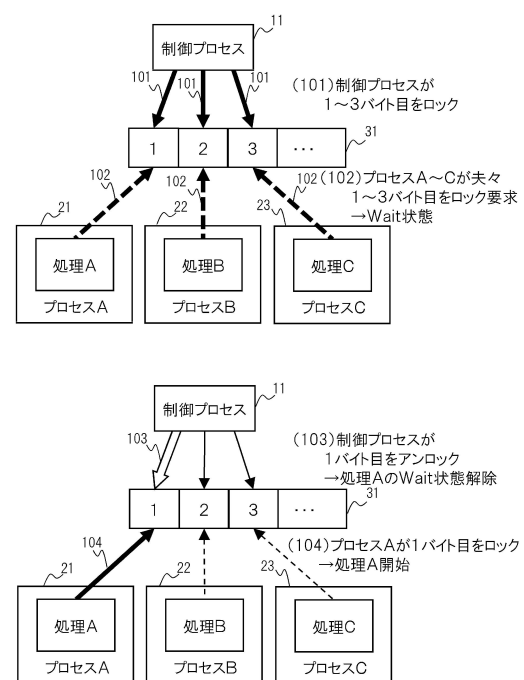 11
制御プロセス
101
101
101
(101)制御プロセスが
1～3バイト目をロック
31
1
2
3
･･･
102
102
102
(102)プロセスA～Cが夫々
1～3バイト目をロック要求
→Wait状態
21
22
23
処理A
処理B
処理C
プロセスA
プロセスB
プロセスC
11
制御プロセス
103
(103)制御プロセスが
1バイト目をアンロック
→処理AのWait状態解除
31
1
2
3
･･･
104
(104)プロセスAが1バイト目をロック
→処理A開始
21
22
23
処理A
処理B
処理C
プロセスA
プロセスB
プロセスC